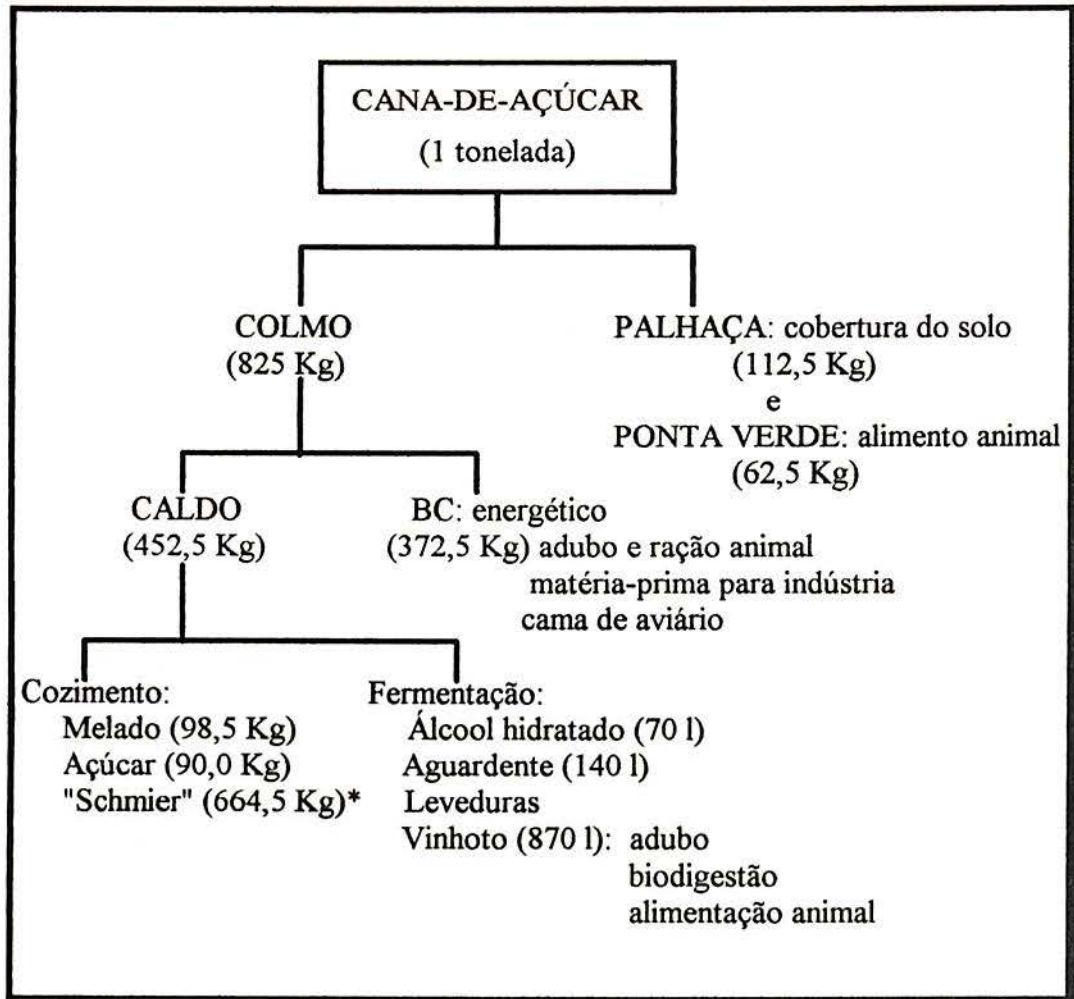 CANA-DE-AÇÚCAR
(1 tonelada)
COLMO
(825 Kg)
PALHAÇA: cobertura do solo
(112,5 Kg)
e
PONTA VERDE: alimento animal
(62,5 Kg)
CALDO
(452,5 Kg)
BC: energético
(372,5 Kg) adubo e ração animal
matéria-prima para indústria
cama de aviário
Cozimento:
Melado (98,5 Kg)
Açúcar (90,0 Kg)
"Schmier" (664,5 Kg)*
Fermentação:
Álcool hidratado (70 l)
Aguardente (140 l)
Leveduras
Vinhoto (870 l): adubo
biodigestão
alimentação animal